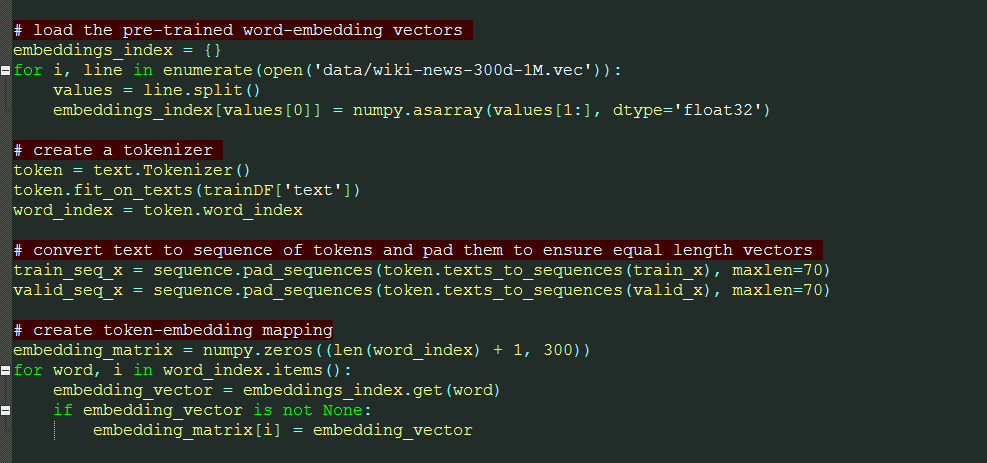 # load the pre-trained word-embedding vectors
embeddings_index = {}
for i, line in enumerate(open('data/wiki-news-300d-1M.vec')):
    values = line.split()
    embeddings_index[values[0]] = numpy.asarray(values[1:], dtype='float32')

# create a tokenizer
token = text.Tokenizer()
token.fit_on_texts(trainDF['text'])
word_index = token.word_index

# convert text to sequence of tokens and pad them to ensure equal length vectors
train_seq_x = sequence.pad_sequences(token.texts_to_sequences(train_x), maxlen=70)
valid_seq_x = sequence.pad_sequences(token.texts_to_sequences(valid_x), maxlen=70)

# create token-embedding mapping
embedding_matrix = numpy.zeros((len(word_index) + 1, 300))
for word, i in word_index.items():
    embedding_vector = embeddings_index.get(word)
    if embedding_vector is not None:
        embedding_matrix[i] = embedding_vector